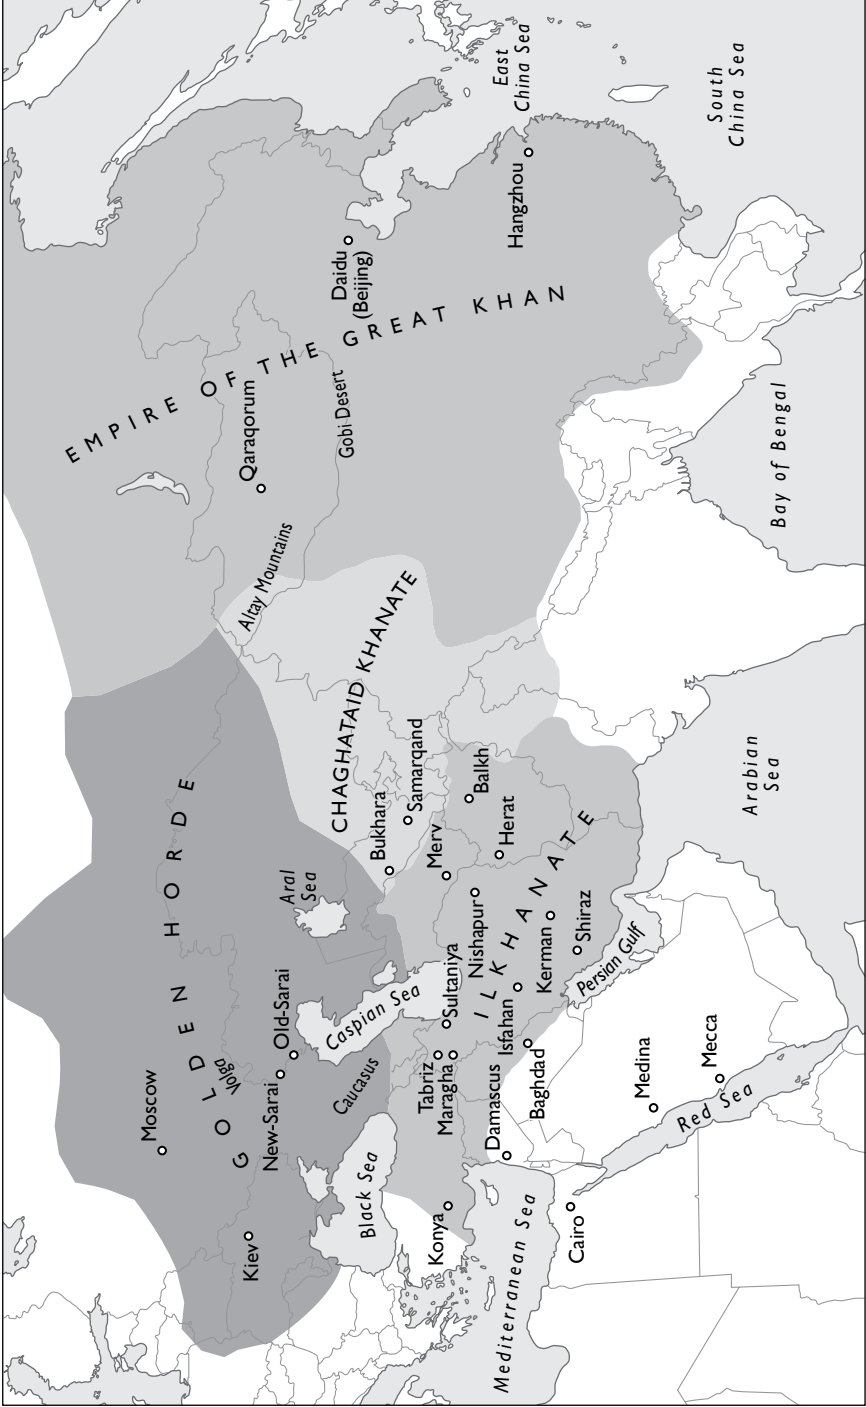 EMPIRE OF THE GREAT KHAN
GOLDEN HORDE
CHAGHATAID KHANATE
ILKHANATE
Moscow
Kiev
Volga
New-Sarai
Old-Sarai
Aral
Sea
Caspian Sea
Caucasus
Black Sea
Altay Mountains
Qaraqorum
Gobi Desert
Daidu
(Beijing)
Hangzhou
East
China Sea
South
China Sea
Bukhara
Samarqand
Merv
Balkh
Herat
Nishapur
Sultaniya
Tabriz
Maragha
Kerman
Shiraz
Isfahan
Baghdad
Damascus
Konya
Cairo
Medina
Mecca
Mediterranean Sea
Red Sea
Persian Gulf
Arabian
Sea
Bay of Bengal